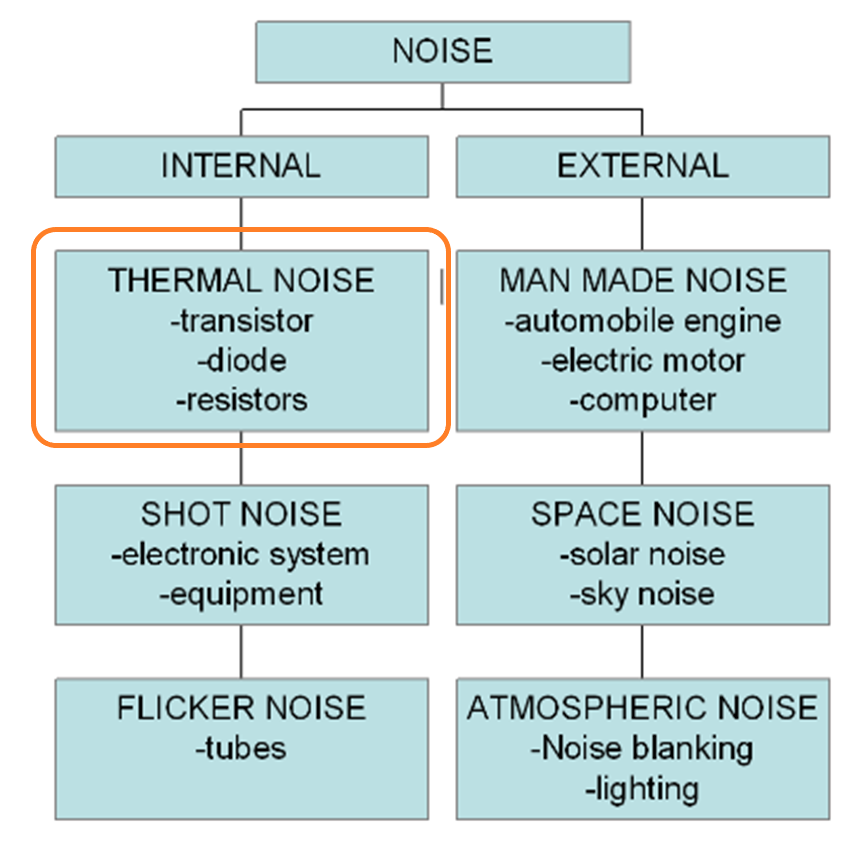 NOISE
INTERNAL
EXTERNAL
THERMAL NOISE
-transistor
-diode
-resistors
MAN MADE NOISE
-automobile engine
-electric motor
-computer
SHOT NOISE
-electronic system
-equipment
SPACE NOISE
-solar noise
-sky noise
FLICKER NOISE
-tubes
ATMOSPHERIC NOISE
-Noise blanking
-lighting